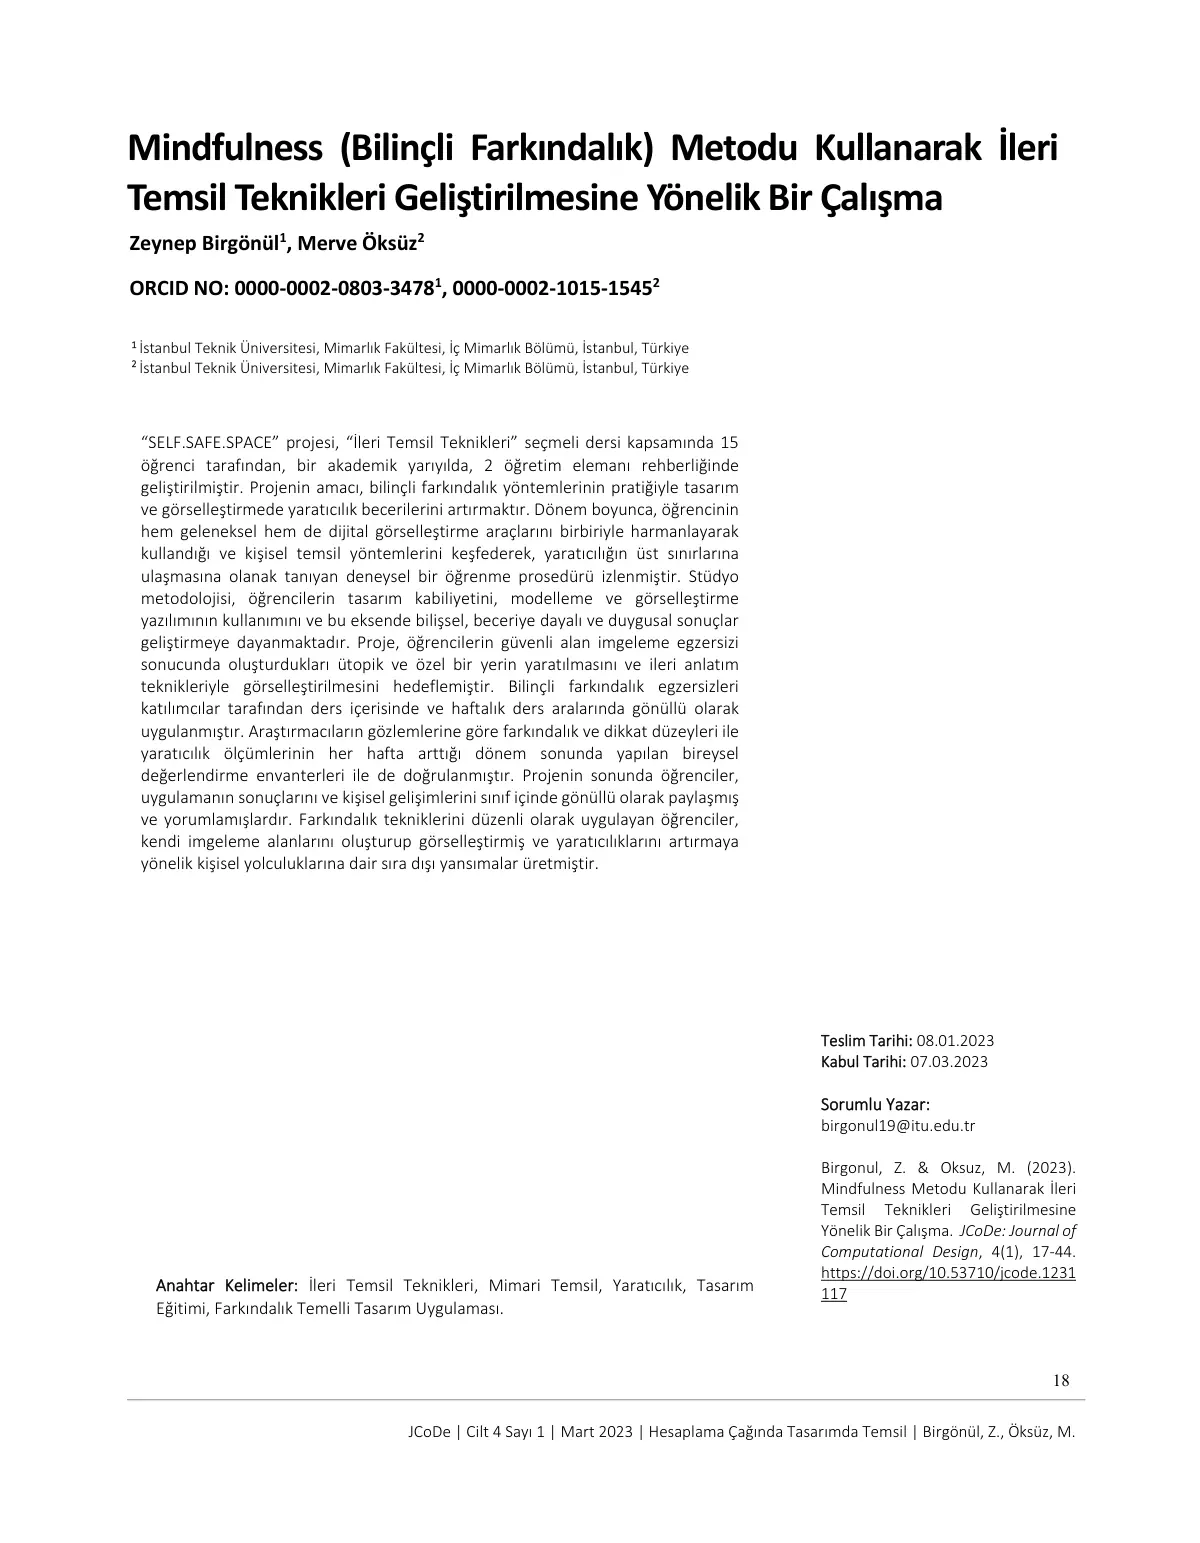 Mindfulness (Bilinçli Farkındalık) Metodu Kullanarak İleri
Temsil Teknikleri Geliştirilmesine Yönelik Bir Çalışma
Zeynep Birgönül1, Merve Öksüz2
ORCID NO: 0000-0002-0803-34781, 0000-0002-1015-15452
1 İstanbul Teknik Üniversitesi, Mimarlık Fakültesi, İç Mimarlık Bölümü, İstanbul, Türkiye
2 İstanbul Teknik Üniversitesi, Mimarlık Fakültesi, İç Mimarlık Bölümü, İstanbul, Türkiye
“SELF.SAFE.SPACE” projesi, “İleri Temsil Teknikleri” seçmeli dersi kapsamında 15
öğrenci tarafından, bir akademik yarıyılda, 2 öğretim elemanı rehberliğinde
geliştirilmiştir. Projenin amacı, bilinçli farkındalık yöntemlerinin pratiğiyle tasarım
ve görselleştirmede yaratıcılık becerilerini artırmaktır. Dönem boyunca, öğrencinin
hem geleneksel hem de dijital görselleştirme araçlarını birbiriyle harmanlayarak
kullandığı ve kişisel temsil yöntemlerini keşfederek, yaratıcılığın üst sınırlarına
ulaşmasına olanak tanıyan deneysel bir öğrenme prosedürü izlenmiştir. Stüdyo
metodolojisi, öğrencilerin tasarım kabiliyetini, modelleme ve görselleştirme
yazılımının kullanımını ve bu eksende bilişsel, beceriye dayalı ve duygusal sonuçlar
geliştirmeye dayanmaktadır. Proje, öğrencilerin güvenli alan imgeleme egzersizi
sonucunda oluşturdukları ütopik ve özel bir yerin yaratılmasını ve ileri anlatım
teknikleriyle görselleştirilmesini hedeflemiştir. Bilinçli farkındalık egzersizleri
katılımcılar tarafından ders içerisinde ve haftalık ders aralarında gönüllü olarak
uygulanmıştır. Araştırmacıların gözlemlerine göre farkındalık ve dikkat düzeyleri ile
yaratıcılık ölçümlerinin her hafta arttığı dönem sonunda yapılan bireysel
değerlendirme envanterleri ile de doğrulanmıştır. Projenin sonunda öğrenciler,
uygulamanın sonuçlarını ve kişisel gelişimlerini sınıf içinde gönüllü olarak paylaşmış
ve yorumlamışlardır. Farkındalık tekniklerini düzenli olarak uygulayan öğrenciler,
kendi imgeleme alanlarını oluşturup görselleştirmiş ve yaratıcılıklarını artırmaya
yönelik kişisel yolculuklarına dair sıra dışı yansımalar üretmiştir.
Teslim Tarihi: 08.01.2023
Kabul Tarihi: 07.03.2023
Sorumlu Yazar:
birgonul19@itu.edu.tr
Birgonul, Z. & Oksuz, M. (2023).
Mindfulness Metodu Kullanarak İleri
Temsil Teknikleri Geliştirilmesine
Yönelik Bir Çalışma. JCoDe: Journal of
Computational Design, 4(1), 17-44.
https://doi.org/10.53710/jcode.1231
117
Anahtar Kelimeler: İleri Temsil Teknikleri, Mimari Temsil, Yaratıcılık, Tasarım
Eğitimi, Farkındalık Temelli Tasarım Uygulaması.
18
JCoDe | Cilt 4 Sayı 1 | Mart 2023 | Hesaplama Çağında Tasarımda Temsil | Birgönül, Z., Öksüz, M.